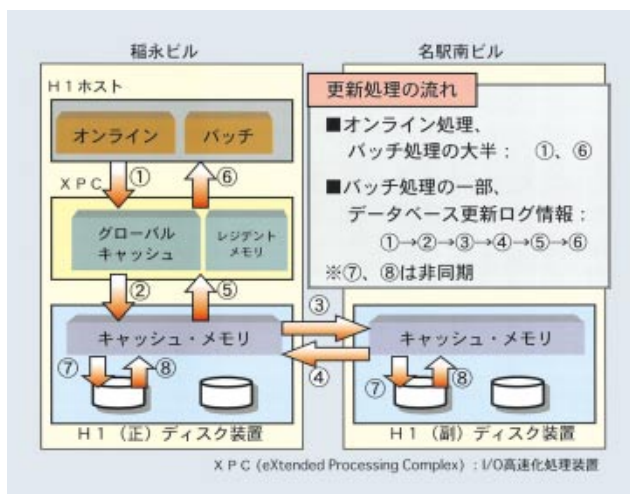 稲永ビル
名駅南ビル
H1ホスト
オンライン
バッチ
①
⑥
XPC
グローバル
キャッシュ
レジデント
メモリ
②
⑤
更新処理の流れ
■オンライン処理、
バッチ処理の大半： ①、⑥
■バッチ処理の一部、
データベース更新ログ情報：
①→②→③→④→⑤→⑥
※⑦、⑧は非同期
キャッシュ・メモリ
③
④
キャッシュ・メモリ
⑦
⑧
⑦
⑧
H1（正）ディスク装置
H1（副）ディスク装置
XPC（eXtended Processing Complex）：I/O高速化処理装置